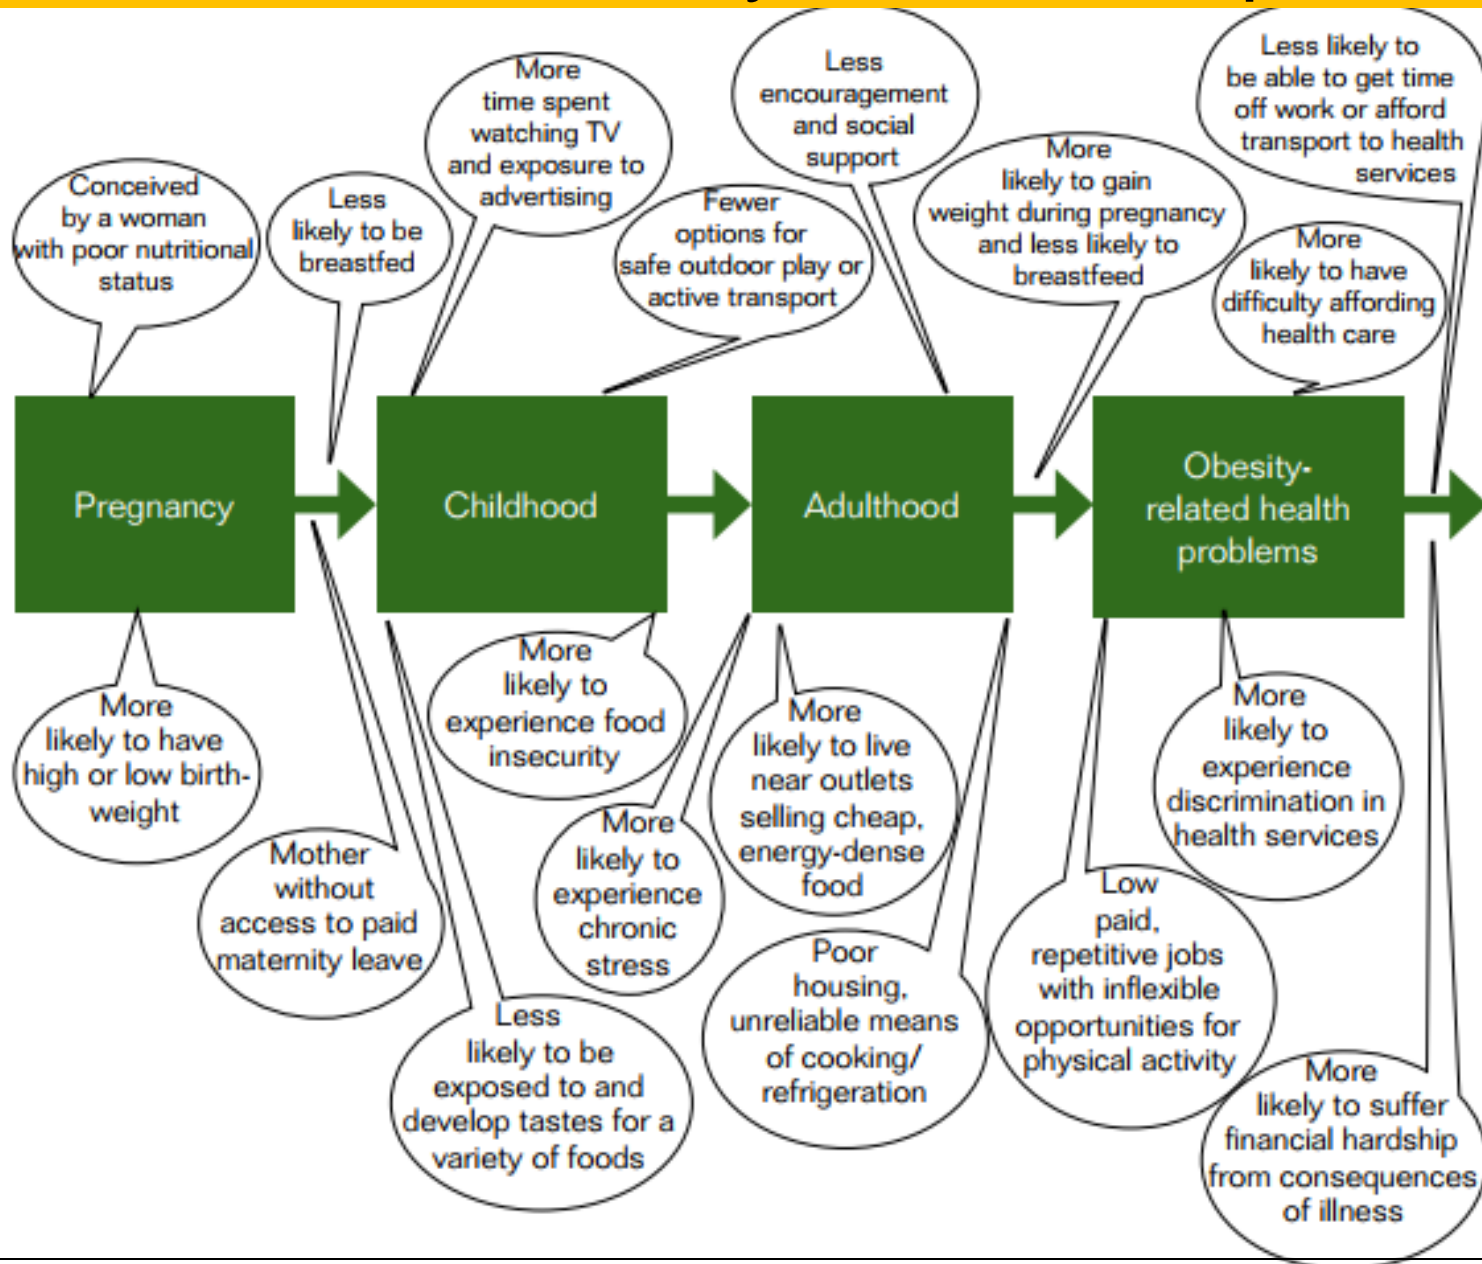 Conceived
by a woman
with poor nutritional
status
Less
likely to be
breastfed
More
time spent
watching TV
and exposure to
advertising
Fewer
options for
safe outdoor play or
active transport
Less
encouragement
and social
support
More
likely to gain
weight during pregnancy
and less likely to
breastfeed
Less likely to
be able to get time
off work or afford
transport to health
services
More
likely to have
difficulty affording
health care
Pregnancy
Childhood
Adulthood
Obesity-
related health
problems
More
likely to have
high or low birth-
weight
Mother
without
access to paid
maternity leave
Less
likely to be
exposed to and
develop tastes for a
variety of foods
More
likely to
experience food
insecurity
More
likely to
experience
chronic
stress
More
likely to live
near outlets
selling cheap,
energy-dense
food
Poor
housing,
unreliable means
of cooking/
refrigeration
Low
paid,
repetitive jobs
with inflexible
opportunities for
physical activity
More
likely to
experience
discrimination in
health services
More
likely to suffer
financial hardship
from consequences
of illness